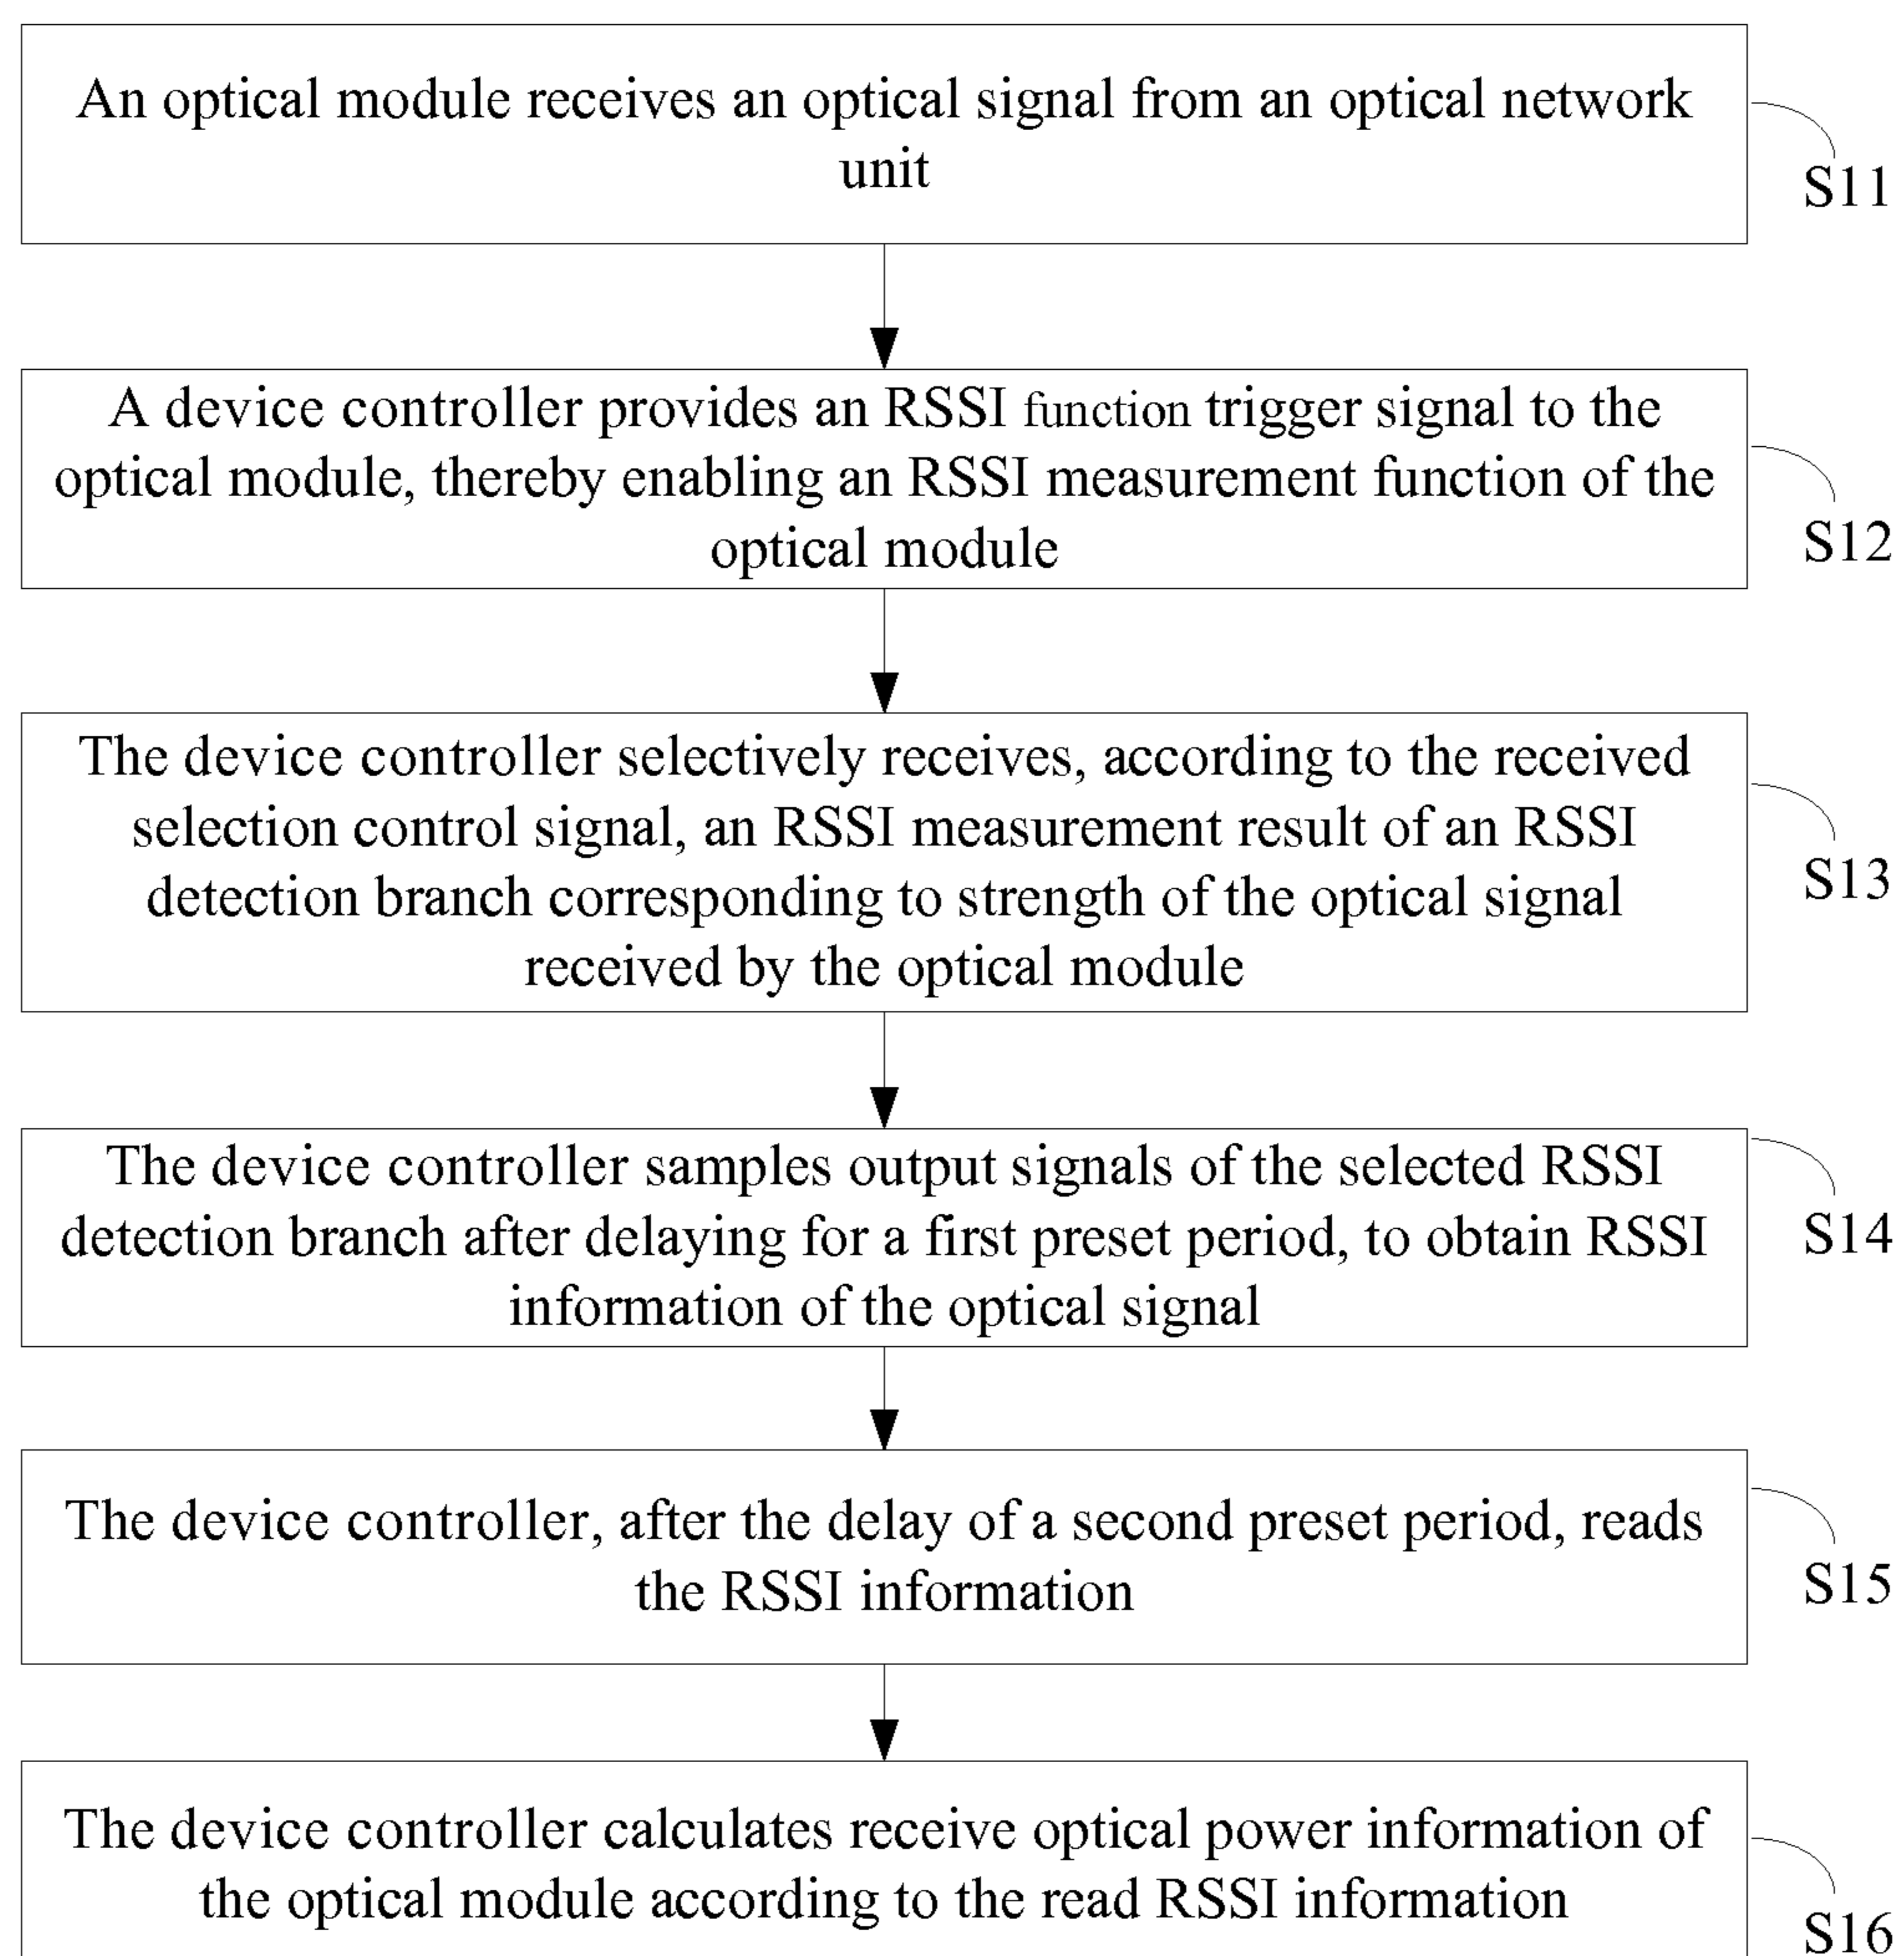 An optical module receives an optical signal from an optical network
unit
S11
A device controller provides an RSSI function trigger signal to the
optical module, thereby enabling an RSSI measurement function of the
optical module
S12
The device controller selectively receives, according to the received
selection control signal, an RSSI measurement result of an RSSI
detection branch corresponding to strength of the optical signal
received by the optical module
S13
The device controller samples output signals of the selected RSSI
detection branch after delaying for a first preset period, to obtain RSSI
information of the optical signal
S14
The device controller, after the delay of a second preset period, reads
the RSSI information
S15
The device controller calculates receive optical power information of
the optical module according to the read RSSI information
S16